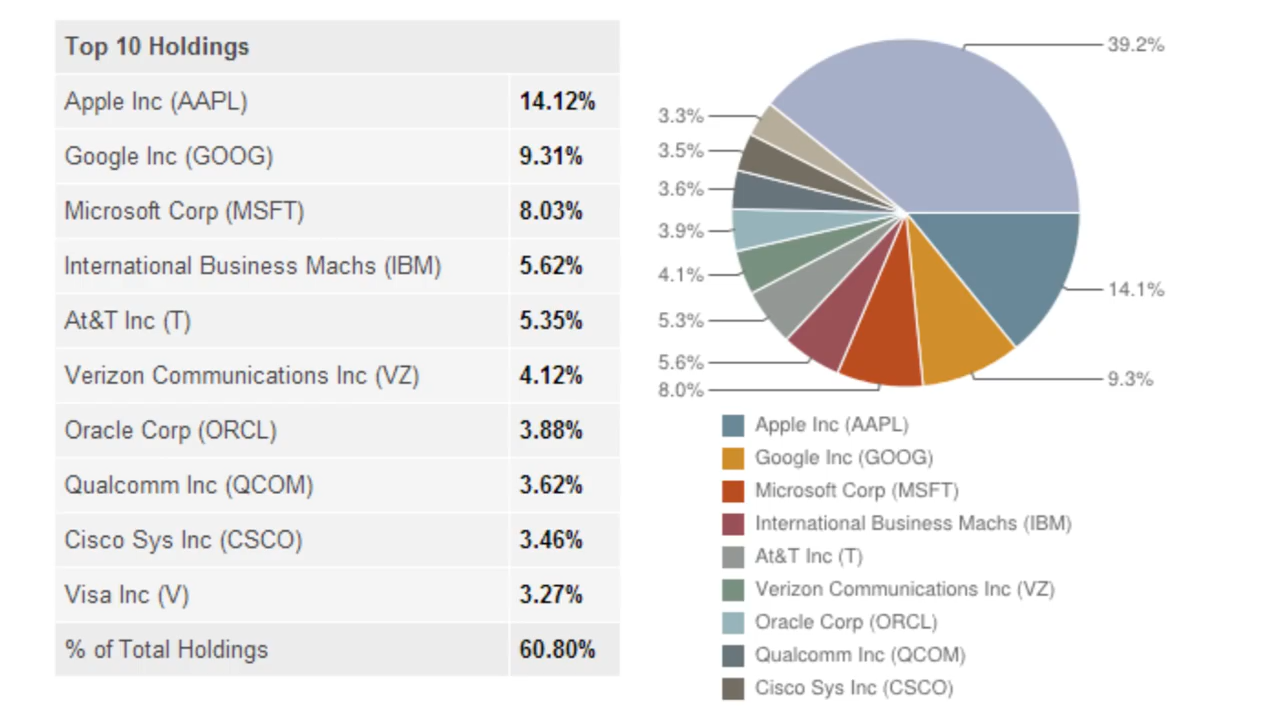 Top 10 Holdings
Apple Inc (AAPL) 14.12%
Google Inc (GOOG) 9.31%
Microsoft Corp (MSFT) 8.03%
International Business Machs (IBM) 5.62%
At&T Inc (T) 5.35%
Verizon Communications Inc (VZ) 4.12%
Oracle Corp (ORCL) 3.88%
Qualcomm Inc (QCOM) 3.62%
Cisco Sys Inc (CSCO) 3.46%
Visa Inc (V) 3.27%
% of Total Holdings 60.80%
39.2%
3.3%
3.5%
3.6%
3.9%
4.1%
5.3%
5.6%
8.0%
14.1%
9.3%
Apple Inc (AAPL)
Google Inc (GOOG)
Microsoft Corp (MSFT)
International Business Machs (IBM)
At&T Inc (T)
Verizon Communications Inc (VZ)
Oracle Corp (ORCL)
Qualcomm Inc (QCOM)
Cisco Sys Inc (CSCO)